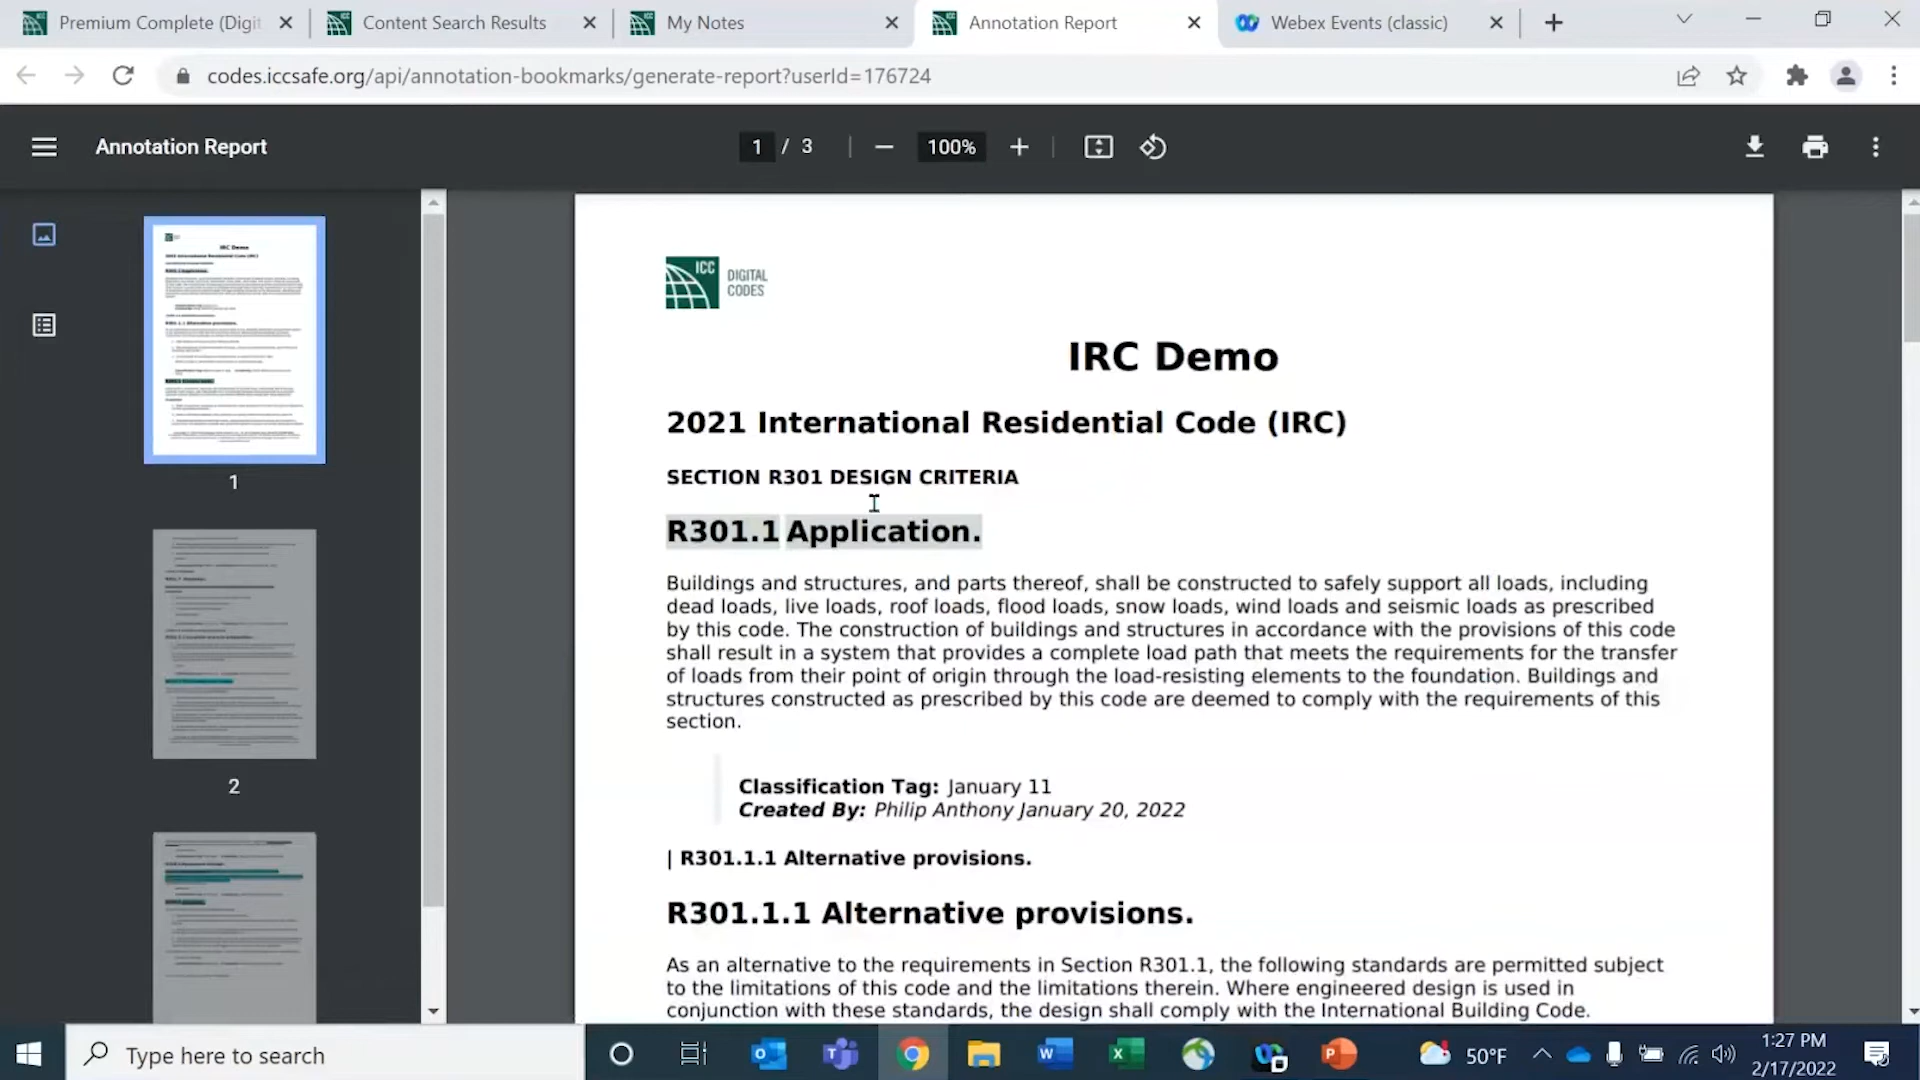 Premium Complete (Digit
Content Search Results
My Notes
Annotation Report
Webex Events (classic)
codes.iccsafe.org/api/annotation-bookmarks/generate-report?userId=176724
Annotation Report
1 / 3
100%
IRC Demo
1
2
ICC
DIGITAL
CODES
IRC Demo
2021 International Residential Code (IRC)
SECTION R301 DESIGN CRITERIA
R301.1 Application.
Buildings and structures, and parts thereof, shall be constructed to safely support all loads, including
dead loads, live loads, roof loads, flood loads, snow loads, wind loads and seismic loads as prescribed
by this code. The construction of buildings and structures in accordance with the provisions of this code
shall result in a system that provides a complete load path that meets the requirements for the transfer
of loads from their point of origin through the load-resisting elements to the foundation. Buildings and
structures constructed as prescribed by this code are deemed to comply with the requirements of this
section.
Classification Tag: January 11
Created By: Philip Anthony January 20, 2022
| R301.1.1 Alternative provisions.
R301.1.1 Alternative provisions.
As an alternative to the requirements in Section R301.1, the following standards are permitted subject
to the limitations of this code and the limitations therein. Where engineered design is used in
conjunction with these standards, the design shall comply with the International Building Code.
Type here to search
50°F
1:27 PM
2/17/2022